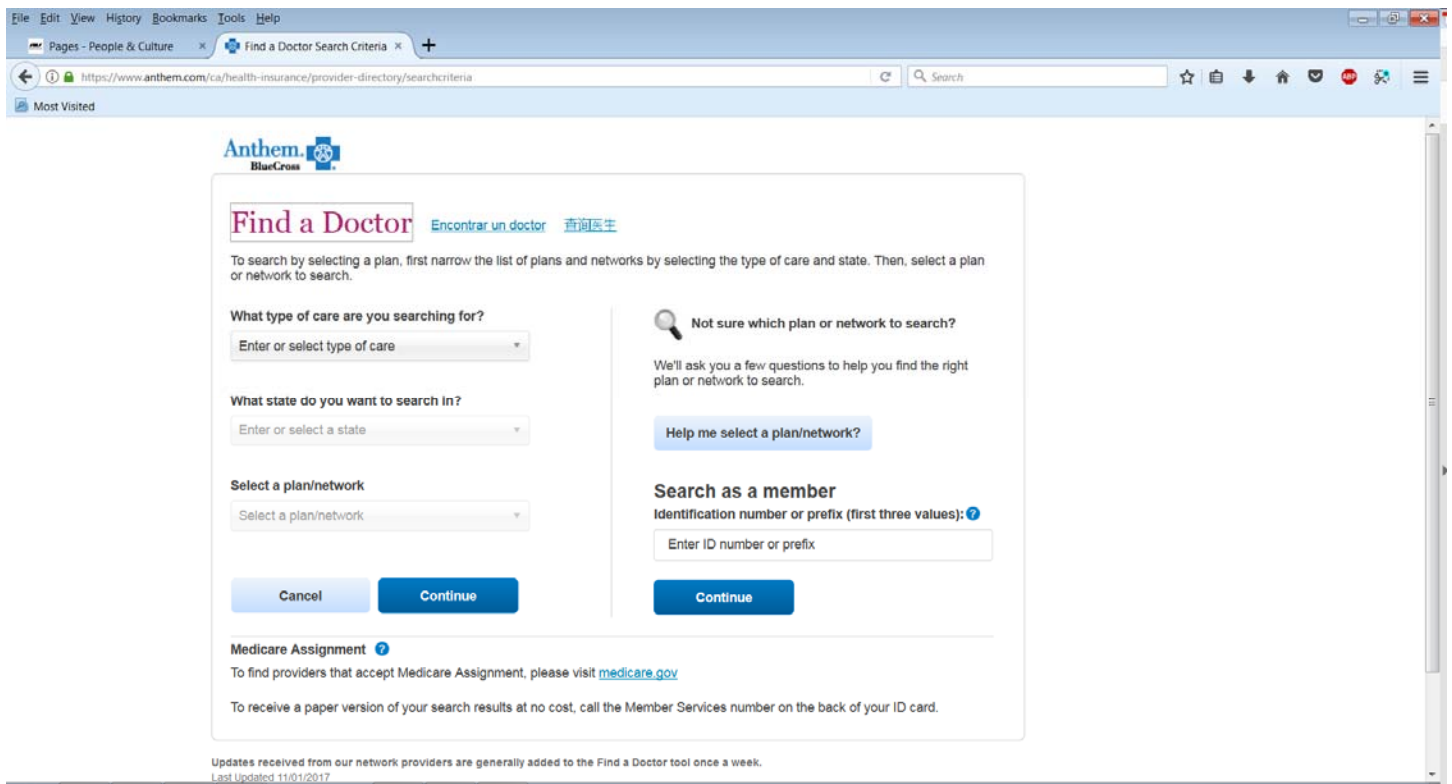 File Edit View History Bookmarks Tools Help
Pages - People & Culture × Find a Doctor Search Criteria × +
https://www.anthem.com/ca/health-insurance/provider-directory/searchcriteria Search
Most Visited
Anthem.
BlueCross
Find a Doctor Encontrar un doctor 查询医生
To search by selecting a plan, first narrow the list of plans and networks by selecting the type of care and state. Then, select a plan
or network to search.
What type of care are you searching for?
Enter or select type of care
What state do you want to search in?
Enter or select a state
Select a plan/network
Select a plan/network
Cancel Continue
Not sure which plan or network to search?
We'll ask you a few questions to help you find the right
plan or network to search.
Help me select a plan/network?
Search as a member
Identification number or prefix (first three values): ?
Enter ID number or prefix
Continue
Medicare Assignment ?
To find providers that accept Medicare Assignment, please visit medicare.gov
To receive a paper version of your search results at no cost, call the Member Services number on the back of your ID card.
Updates received from our network providers are generally added to the Find a Doctor tool once a week.
Last Updated 11/01/2017